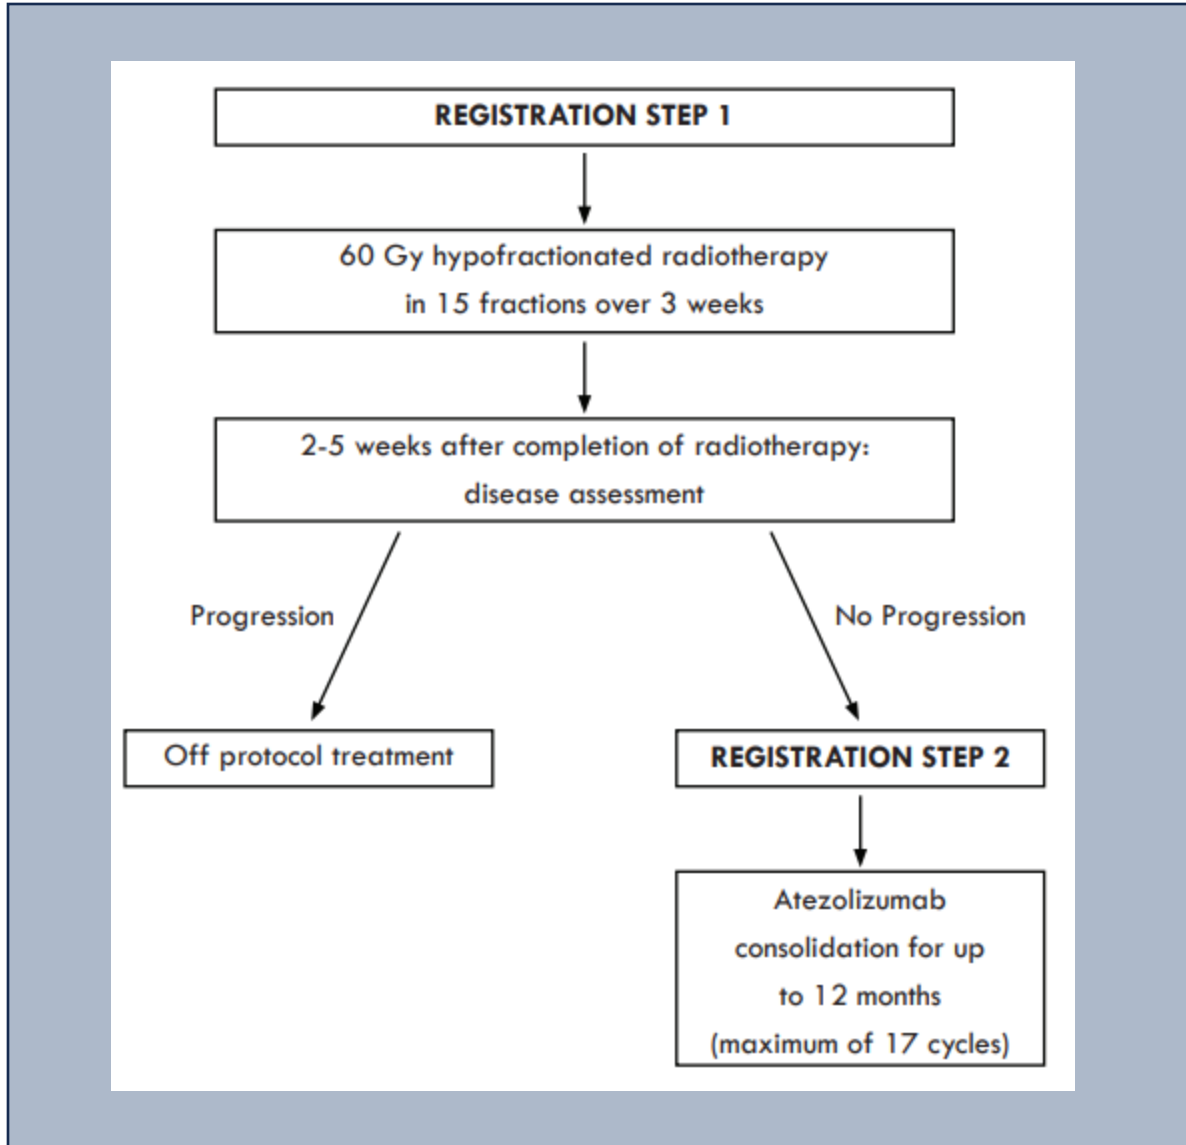 REGISTRATION STEP 1
60 Gy hypofractionated radiotherapy
in 15 fractions over 3 weeks
2-5 weeks after completion of radiotherapy:
disease assessment
Progression
No Progression
Off protocol treatment
REGISTRATION STEP 2
Atezolizumab
consolidation for up
to 12 months
(maximum of 17 cycles)